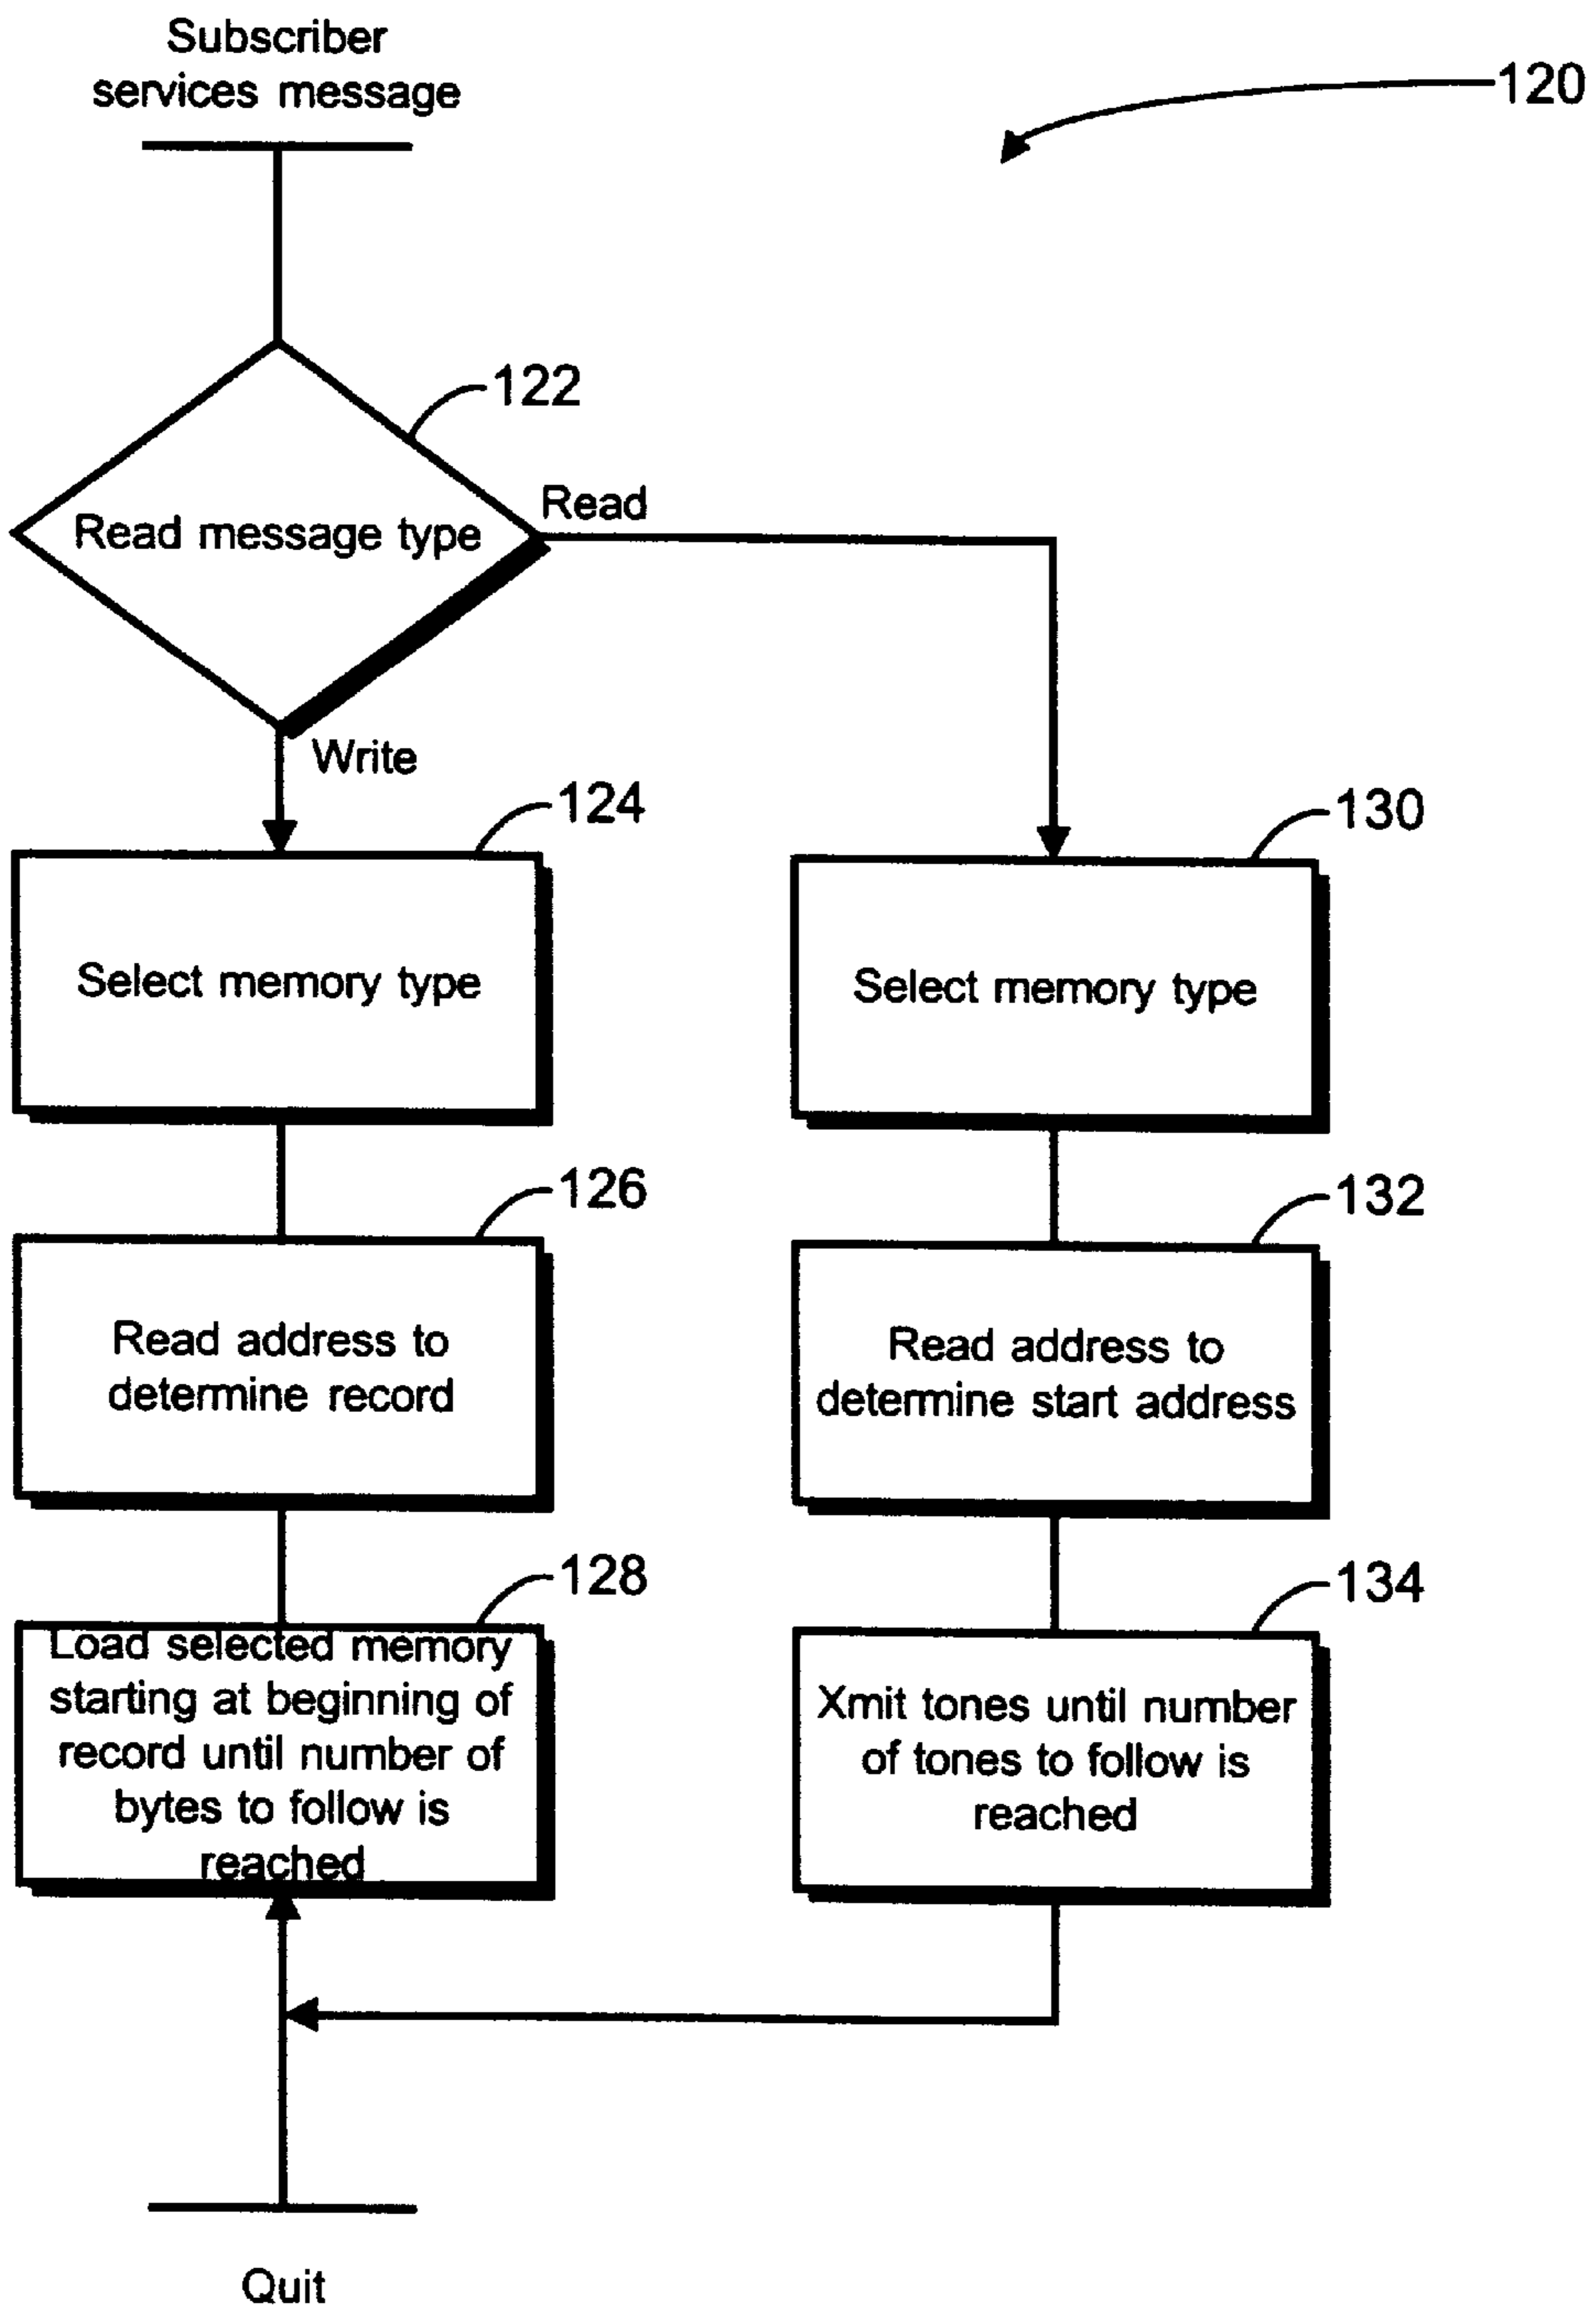 Subscriber
services message
120
122
Read message type
Read
Write
124
Select memory type
130
Select memory type
126
Read address to
determine record
132
Read address to
determine start address
128
Load selected memory
starting at beginning of
record until number of
bytes to follow is
reached
134
Xmit tones until number
of tones to follow is
reached
Quit